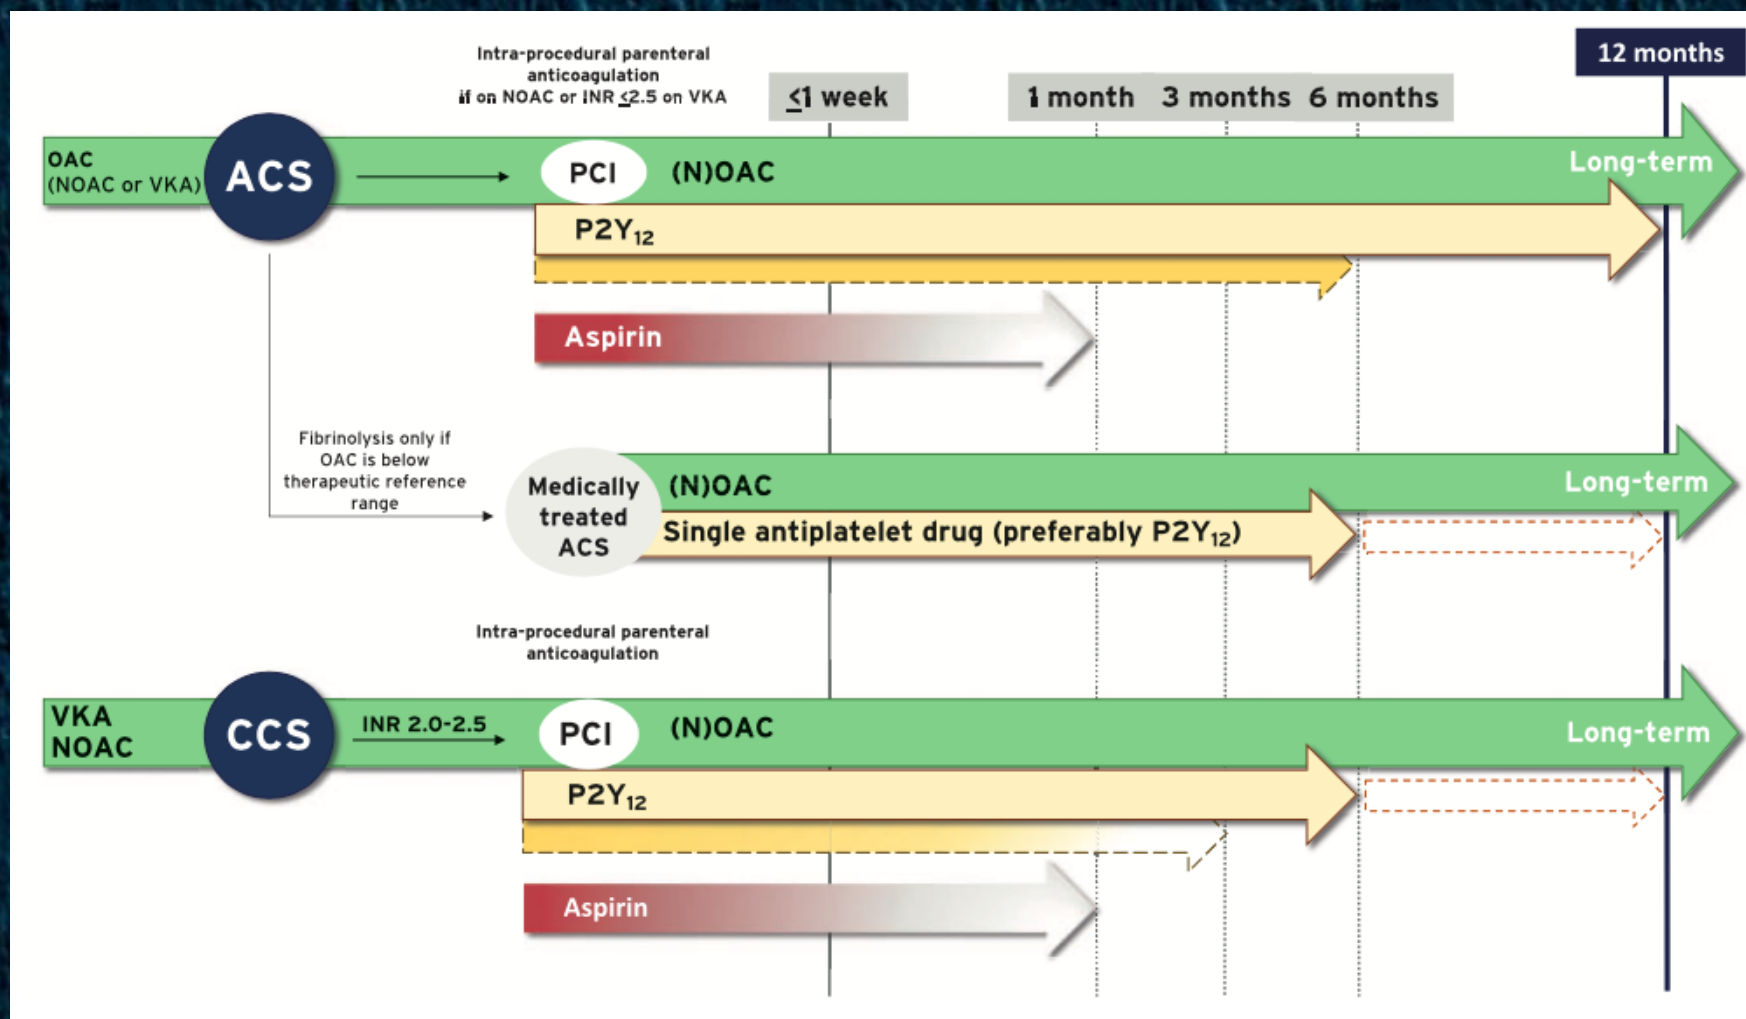 Intra-procedural parenteral
anticoagulation
if on NOAC or INR ≤2.5 on VKA
≤1 week
1 month
3 months
6 months
12 months
OAC
(NOAC or VKA)
ACS
PCI
(N)OAC
Long-term
P2Y12
Aspirin
Fibrinolysis only if
OAC is below
therapeutic reference
range
Medically
treated
ACS
(N)OAC
Long-term
Single antiplatelet drug (preferably P2Y12)
Intra-procedural parenteral
anticoagulation
VKA
NOAC
CCS
INR 2.0-2.5
PCI
(N)OAC
Long-term
P2Y12
Aspirin